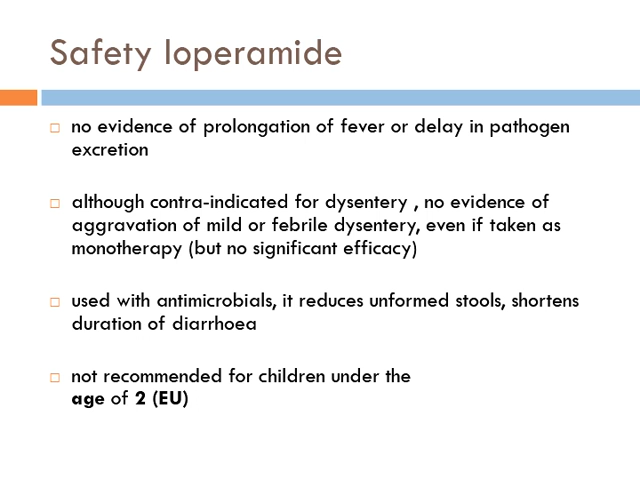 Safety loperamide
no evidence of prolongation of fever or delay in pathogen
excretion
although contra-indicated for dysentery , no evidence of
aggravation of mild or febrile dysentery, even if taken as
monotherapy (but no significant efficacy)
used with antimicrobials, it reduces unformed stools, shortens
duration of diarrhoea
not recommended for children under the
age of 2 (EU)